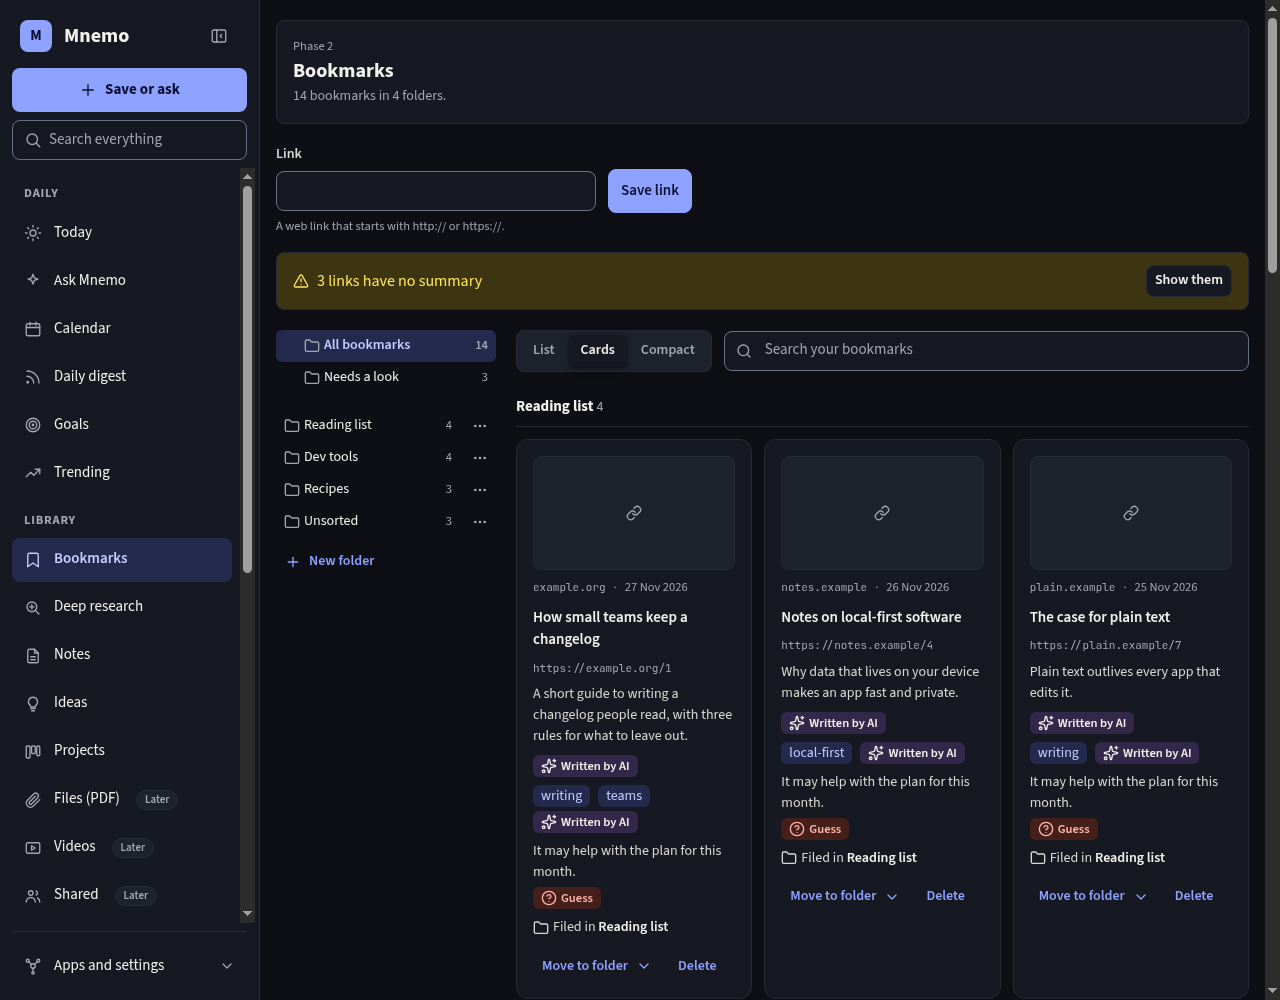 M
Mnemo
Save or ask
Search everything
DAILY
Today
Ask Mnemo
Calendar
Daily digest
Goals
Trending
LIBRARY
Bookmarks
Deep research
Notes
Ideas
Projects
Files (PDF) Later
Videos Later
Shared Later
Apps and settings
Phase 2
Bookmarks
14 bookmarks in 4 folders.
Link
Save link
A web link that starts with http:// or https://.
3 links have no summary
Show them
All bookmarks 14
Needs a look 3
Reading list 4
Dev tools 4
Recipes 3
Unsorted 3
New folder
List Cards Compact
Search your bookmarks
Reading list 4
example.org · 27 Nov 2026
How small teams keep a
changelog
https://example.org/1
A short guide to writing a
changelog people read, with three
rules for what to leave out.
Written by AI
writing teams
Written by AI
It may help with the plan for this
month.
Guess
Filed in Reading list
Move to folder Delete
notes.example · 26 Nov 2026
Notes on local-first software
https://notes.example/4
Why data that lives on your device
makes an app fast and private.
Written by AI
local-first Written by AI
It may help with the plan for this
month.
Guess
Filed in Reading list
Move to folder Delete
plain.example · 25 Nov 2026
The case for plain text
https://plain.example/7
Plain text outlives every app that
edits it.
Written by AI
writing Written by AI
It may help with the plan for this
month.
Guess
Filed in Reading list
Move to folder Delete